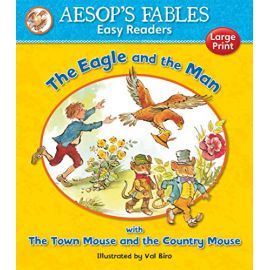 AESOP'S FABLES
Easy Readers
Large
Print
The Eagle and the Man
with
The Town Mouse and the Country Mouse
Illustrated by Val Biro